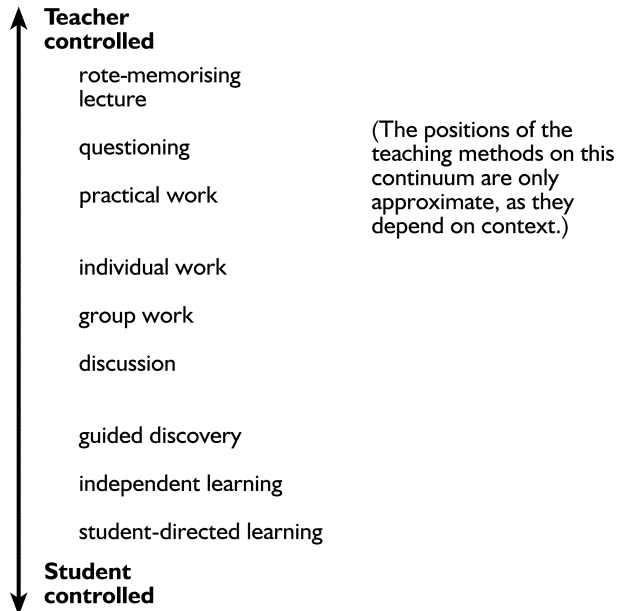 Teacher
controlled
rote-memorising
lecture
questioning
practical work
individual work
group work
discussion
guided discovery
independent learning
student-directed learning
Student
controlled
(The positions of the
teaching methods on this
continuum are only
approximate, as they
depend on context.)